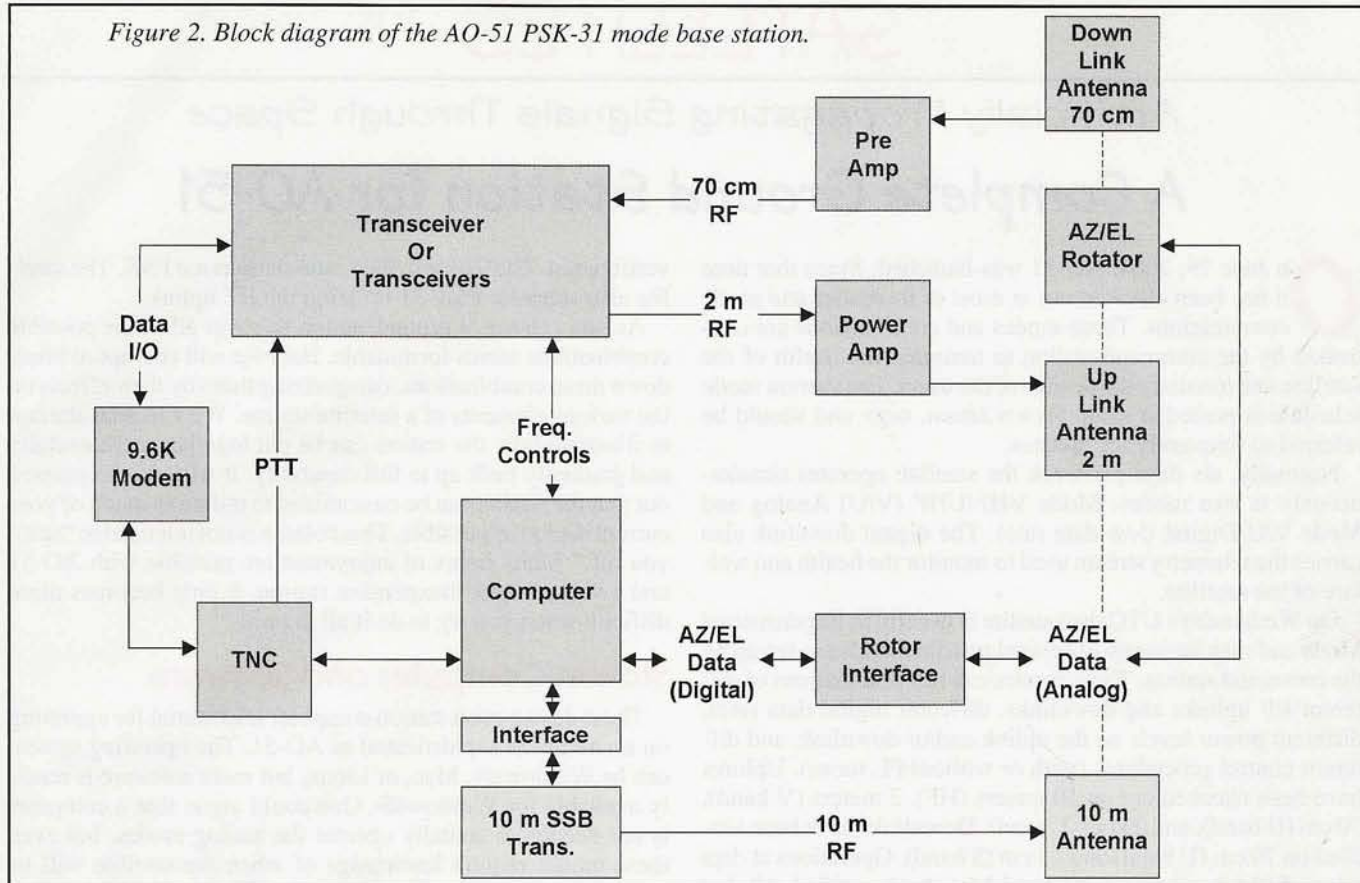 Figure 2. Block diagram of the AO-51 PSK-31 mode base station.
Down
Link
Antenna
70 cm
Pre
Amp
70 cm
RF
Transceiver
Or
Transceivers
AZ/EL
Rotator
2 m
RF
Power
Amp
Up
Link
Antenna
2 m
Data
I/O
9.6K
Modem
PTT
Freq.
Controls
Computer
TNC
AZ/EL
Data
(Digital)
Rotor
Interface
AZ/EL
Data
(Analog)
Interface
10 m SSB
Trans.
10 m
RF
10 m
Antenna